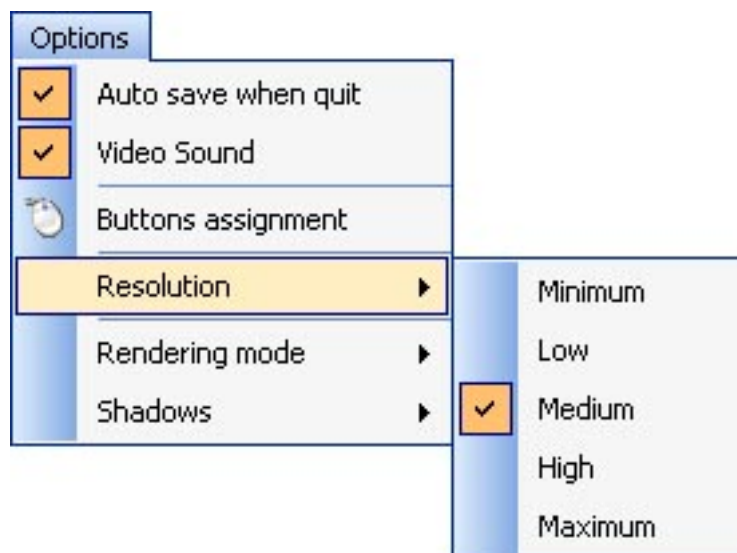 Options
Auto save when quit
Video Sound
Buttons assignment
Resolution
Rendering mode
Shadows
Minimum
Low
Medium
High
Maximum